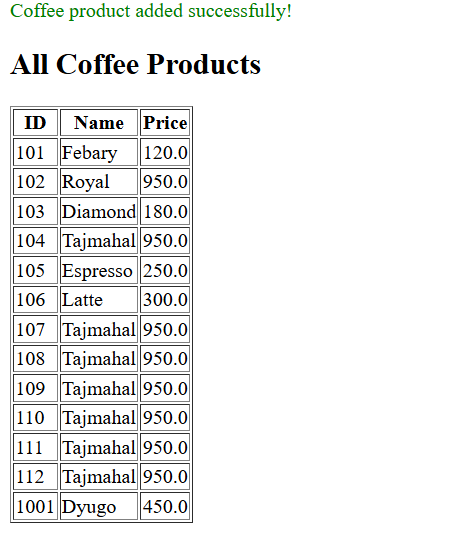 Coffee product added successfully!
All Coffee Products
ID Name Price
101 Febary 120.0
102 Royal 950.0
103 Diamond 180.0
104 Tajmahal 950.0
105 Espresso 250.0
106 Latte 300.0
107 Tajmahal 950.0
108 Tajmahal 950.0
109 Tajmahal 950.0
110 Tajmahal 950.0
111 Tajmahal 950.0
112 Tajmahal 950.0
1001 Dyugo 450.0